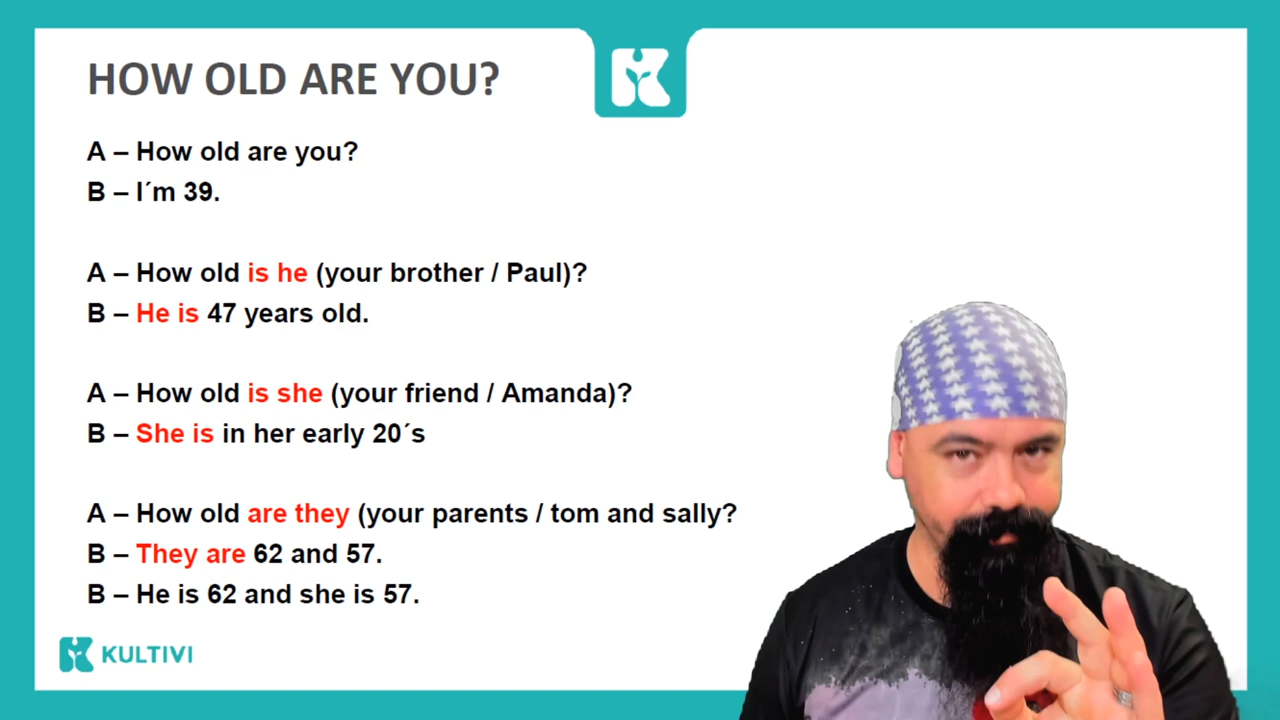 HOW OLD ARE YOU?
A – How old are you?
B – I´m 39.
A – How old is he (your brother / Paul)?
B – He is 47 years old.
A – How old is she (your friend / Amanda)?
B – She is in her early 20´s
A – How old are they (your parents / tom and sally?
B – They are 62 and 57.
B – He is 62 and she is 57.
KULTIVI